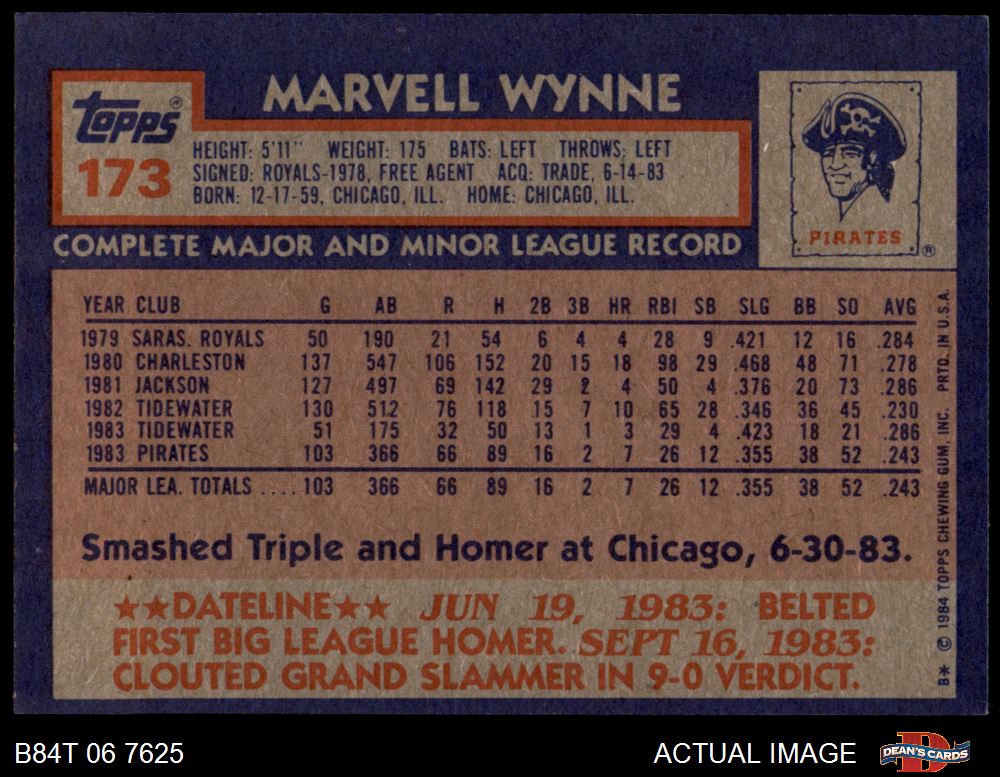 MARVELL WYNNE
Topps®
173
HEIGHT: 5'11" WEIGHT: 175 BATS: LEFT THROWS: LEFT
SIGNED: ROYALS-1978, FREE AGENT ACQ: TRADE, 6-14-83
BORN: 12-17-59, CHICAGO, ILL. HOME: CHICAGO, ILL.
PIRATES ®
COMPLETE MAJOR AND MINOR LEAGUE RECORD
YEAR CLUB G AB R H 2B 3B HR RBI SB SLG BB SO AVG
1979 SARAS. ROYALS 50 190 21 54 6 4 4 28 9 .421 12 16 .284
1980 CHARLESTON 137 547 106 152 20 15 18 98 29 .468 48 71 .278
1981 JACKSON 127 497 69 142 29 2 4 50 4 .376 20 73 .286
1982 TIDEWATER 130 512 76 118 15 7 10 65 28 .346 36 45 .230
1983 TIDEWATER 51 175 32 50 13 1 3 29 4 .423 18 21 .286
1983 PIRATES 103 366 66 89 16 2 7 26 12 .355 38 52 .243
MAJOR LEA. TOTALS .... 103 366 66 89 16 2 7 26 12 .355 38 52 .243
Smashed Triple and Homer at Chicago, 6-30-83.
★★DATELINE★★ JUN 19, 1983: BELTED
FIRST BIG LEAGUE HOMER. SEPT 16, 1983:
CLOUTED GRAND SLAMMER IN 9-0 VERDICT.
B* © 1984 TOPPS CHEWING GUM, INC. PRTD. IN U.S.A.
B84T 06 7625
ACTUAL IMAGE
DEAN'S CARDS